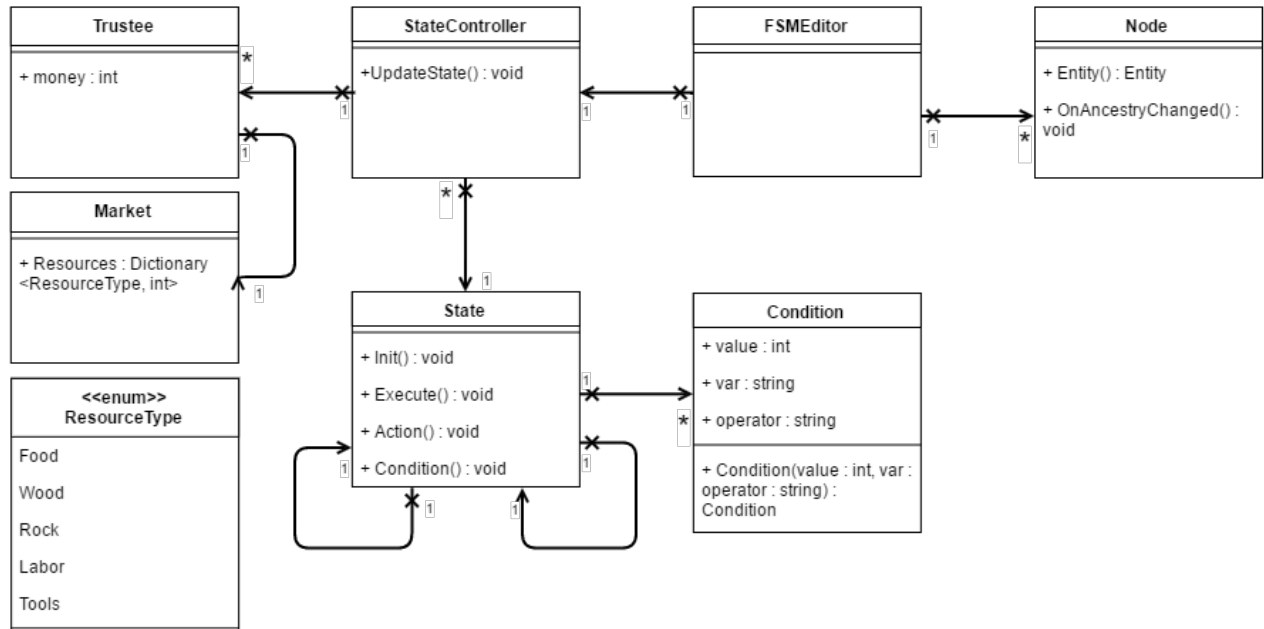 Trustee
+ money : int
*
1
1
StateController
+UpdateState() : void
1
1
*
1
FSMEditor
1
*
Node
+ Entity() : Entity
+ OnAncestryChanged() :
void
Market
+ Resources : Dictionary
<ResourceType, int>
1
<<enum>>
ResourceType
Food
Wood
Rock
Labor
Tools
State
+ Init() : void
+ Execute() : void
+ Action() : void
+ Condition() : void
1
*
1
1
1
1
Condition
+ value : int
+ var : string
+ operator : string
+ Condition(value : int, var :
operator : string) :
Condition